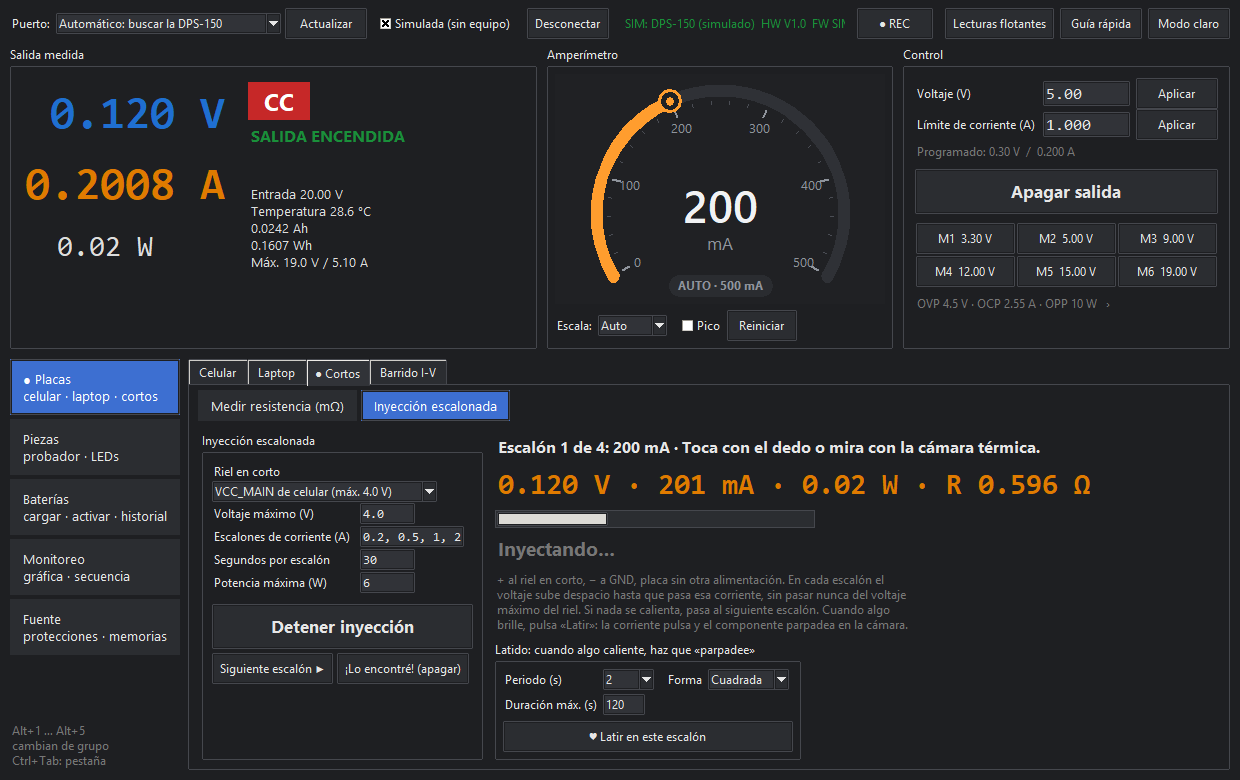 Puerto: Automático: buscar la DPS-150 Actualizar Simulada (sin equipo) Desconectar SIM: DPS-150 (simulado) HW V1.0 FW SIM ● REC Lecturas flotantes Guía rápida Modo claro
Salida medida
0.120 V
CC
SALIDA ENCENDIDA
0.2008 A
0.02 W
Entrada 20.00 V
Temperatura 28.6 °C
0.0242 Ah
0.1607 Wh
Máx. 19.0 V / 5.10 A
Amperímetro
0
100
200
300
400
500
200
mA
AUTO · 500 mA
Escala: Auto Pico Reiniciar
Control
Voltaje (V) 5.00 Aplicar
Límite de corriente (A) 1.000 Aplicar
Programado: 0.30 V / 0.200 A
Apagar salida
M1 3.30 V M2 5.00 V M3 9.00 V
M4 12.00 V M5 15.00 V M6 19.00 V
OVP 4.5 V · OCP 2.55 A · OPP 10 W ›
● Placas
celular · laptop · cortos
Piezas
probador · LEDs
Baterías
cargar · activar · historial
Monitoreo
gráfica · secuencia
Fuente
protecciones · memorias
Alt+1 ... Alt+5
cambian de grupo
Ctrl+Tab: pestaña
Celular Laptop ● Cortos Barrido I-V
Medir resistencia (mΩ) Inyección escalonada
Inyección escalonada
Riel en corto
VCC_MAIN de celular (máx. 4.0 V)
Voltaje máximo (V) 4.0
Escalones de corriente (A) 0.2, 0.5, 1, 2
Segundos por escalón 30
Potencia máxima (W) 6
Detener inyección
Siguiente escalón ► ¡Lo encontré! (apagar)
Escalón 1 de 4: 200 mA · Toca con el dedo o mira con la cámara térmica.
0.120 V · 201 mA · 0.02 W · R 0.596 Ω
Inyectando...
+ al riel en corto, − a GND, placa sin otra alimentación. En cada escalón el
voltaje sube despacio hasta que pasa esa corriente, sin pasar nunca del voltaje
máximo del riel. Si nada se calienta, pasa al siguiente escalón. Cuando algo
brille, pulsa «Latir»: la corriente pulsa y el componente parpadea en la cámara.
Latido: cuando algo caliente, haz que «parpadee»
Periodo (s) 2 Forma Cuadrada
Duración máx. (s) 120
♥ Latir en este escalón